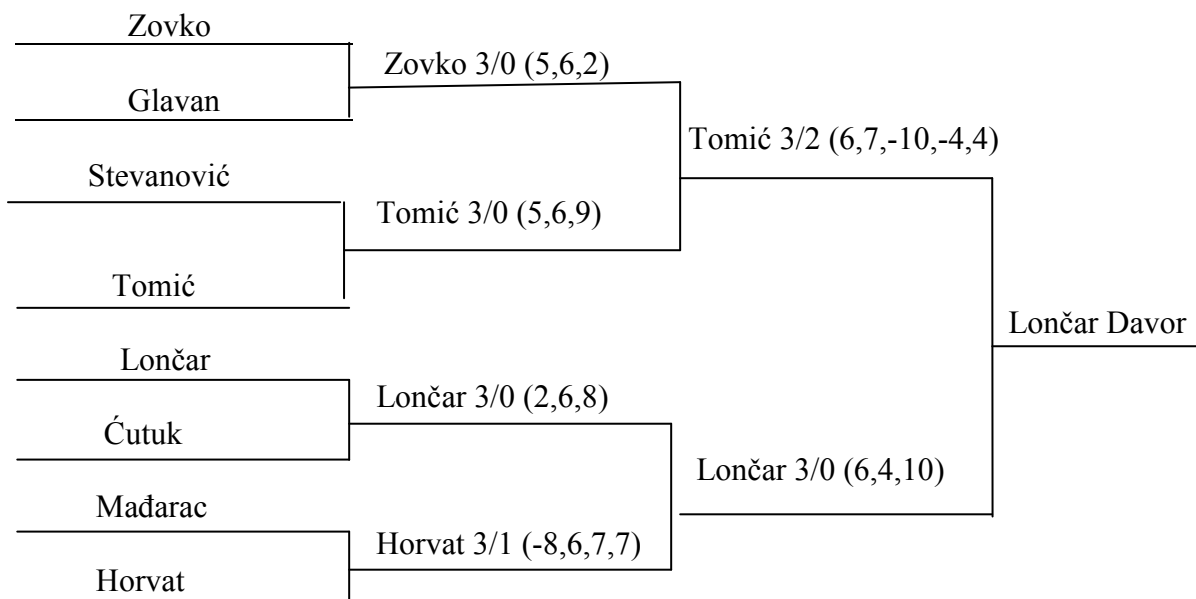 Zovko
Zovko 3/0 (5,6,2)
Glavan
Tomić 3/2 (6,7,-10,-4,4)
Stevanović
Tomić 3/0 (5,6,9)
Tomić
Lončar Davor
Lončar
Lončar 3/0 (2,6,8)
Ćutuk
Lončar 3/0 (6,4,10)
Mađarac
Horvat 3/1 (-8,6,7,7)
Horvat